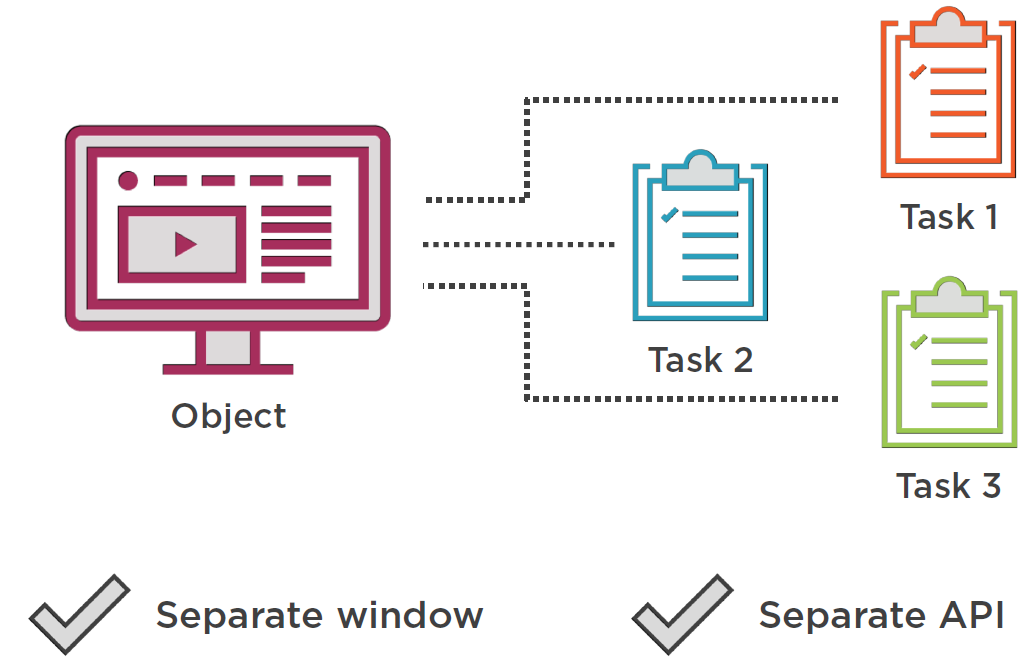 Task 1
Task 2
Object
Task 3
Separate window
Separate API